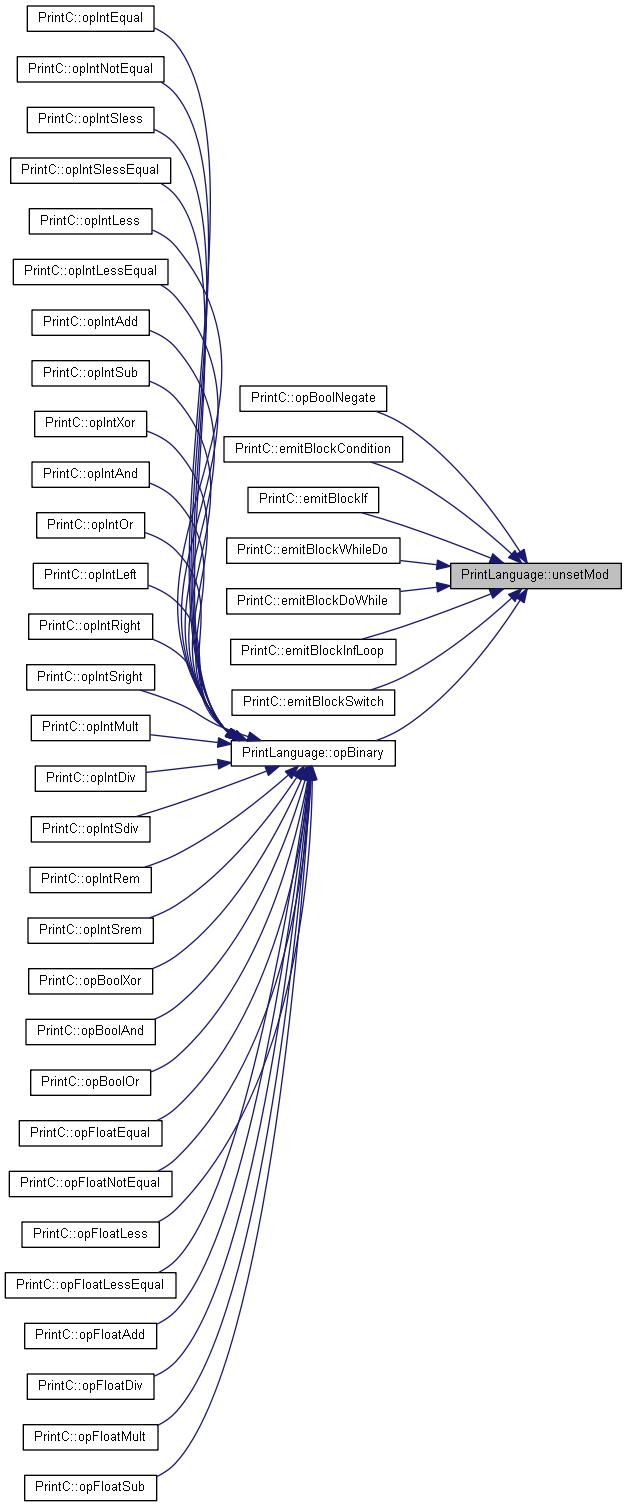 PrintC::opIntEqual
PrintC::opIntNotEqual
PrintC::opIntSless
PrintC::opIntSlessEqual
PrintC::opIntLess
PrintC::opIntLessEqual
PrintC::opIntAdd
PrintC::opIntSub
PrintC::opIntXor
PrintC::opIntAnd
PrintC::opIntOr
PrintC::opIntLeft
PrintC::opIntRight
PrintC::opIntSright
PrintC::opIntMult
PrintC::opIntDiv
PrintC::opIntSdiv
PrintC::opIntRem
PrintC::opIntSrem
PrintC::opBoolXor
PrintC::opBoolAnd
PrintC::opBoolOr
PrintC::opFloatEqual
PrintC::opFloatNotEqual
PrintC::opFloatLess
PrintC::opFloatLessEqual
PrintC::opFloatAdd
PrintC::opFloatDiv
PrintC::opFloatMult
PrintC::opFloatSub
PrintC::opBoolNegate
PrintC::emitBlockCondition
PrintC::emitBlockIf
PrintC::emitBlockWhileDo
PrintC::emitBlockDoWhile
PrintC::emitBlockInfLoop
PrintC::emitBlockSwitch
PrintLanguage::opBinary
PrintLanguage::unsetMod